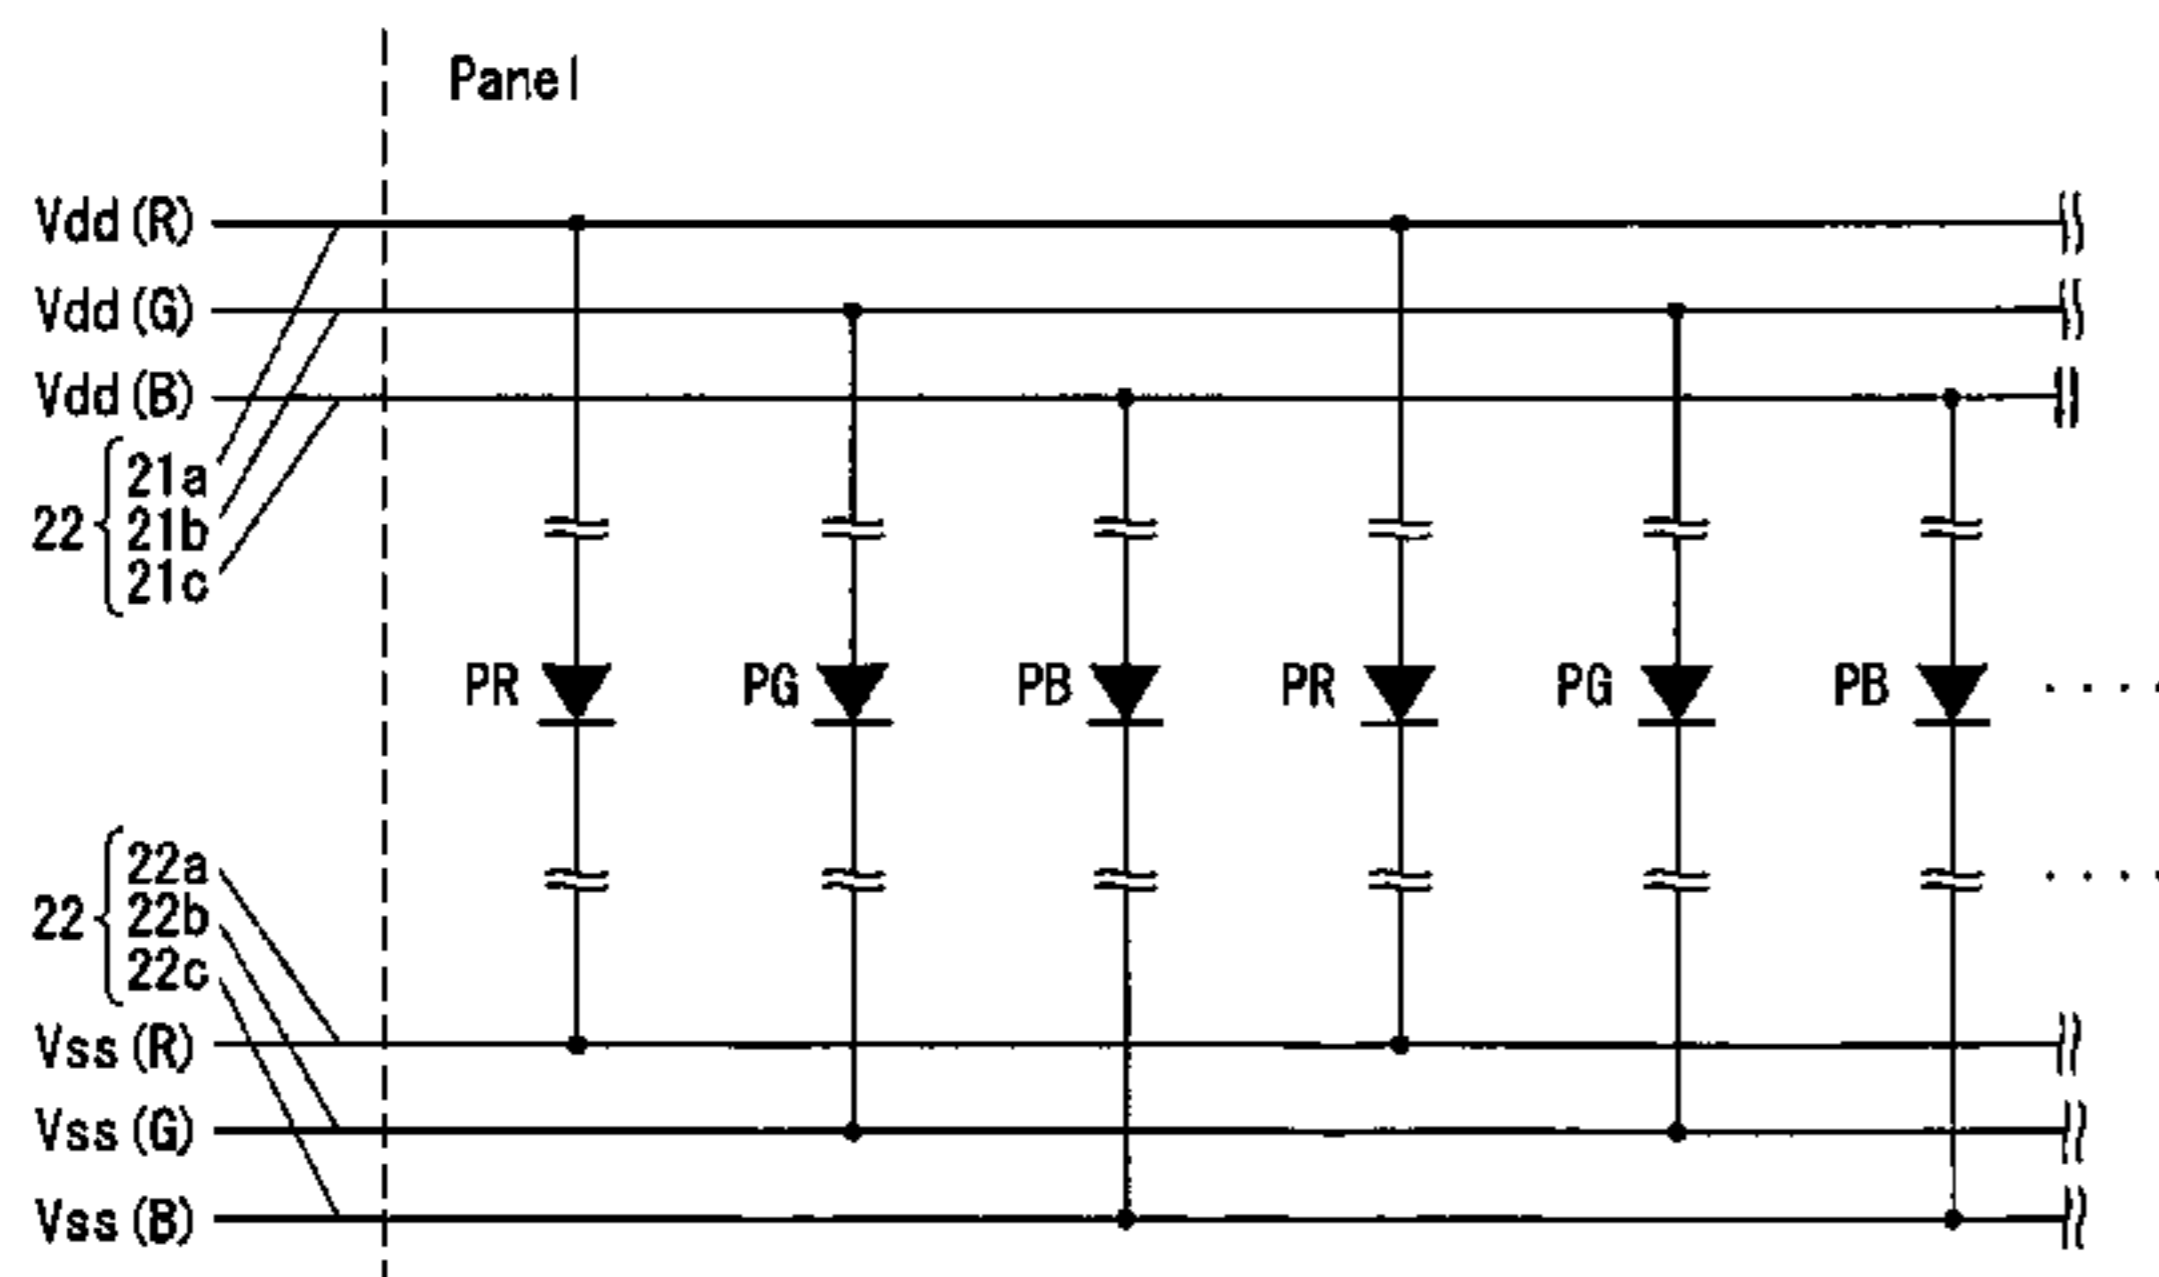 Panel
Vdd (R)
Vdd (G)
Vdd (B)
22 { 21a
21b
21c
PR PG PB PR PG PB ....
22 { 22a
22b
22c
....
Vss (R)
Vss (G)
Vss (B)